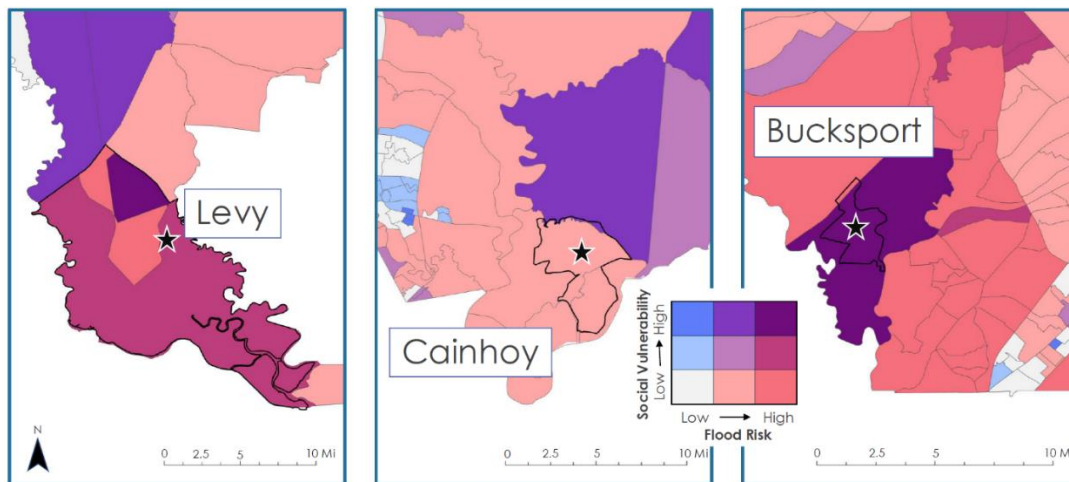 Levy
N
0 2.5 5 10 Mi
Cainhoy
0 2.5 5 10 Mi
Bucksport
0 2.5 5 10 Mi
Social Vulnerability
Low → High
Low → High
Flood Risk